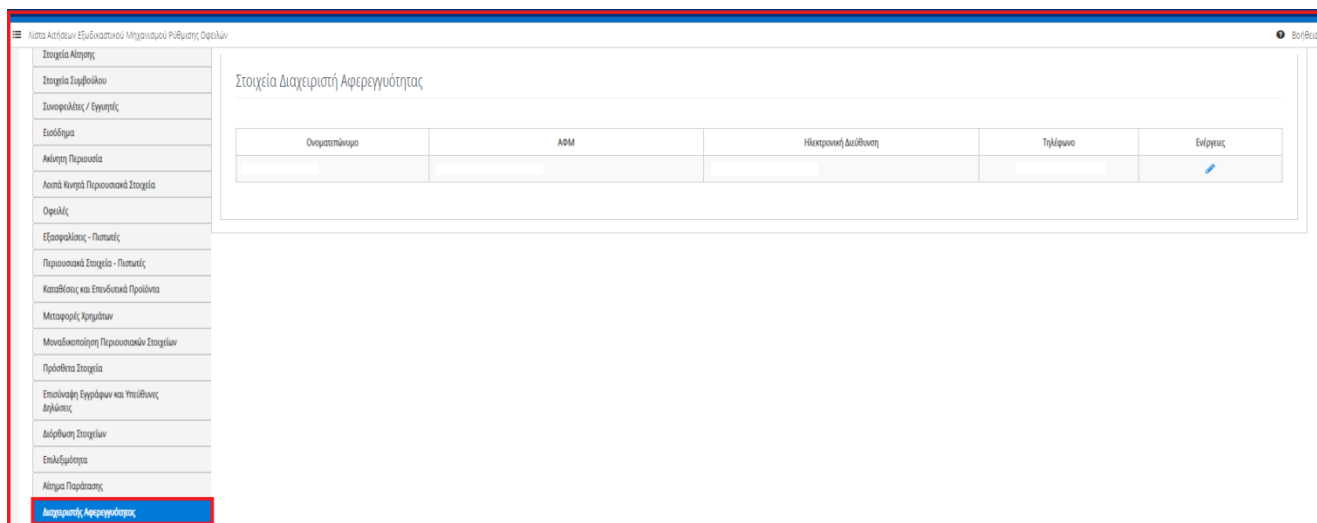 Λίστα Αιτήσεων Εξωδικαστικού Μηχανισμού Ρύθμισης Οφειλών
Βοήθεια
Στοιχεία Αίτησης
Στοιχεία Συμβούλου
Συνοφειλέτες / Εγγυητές
Εισόδημα
Ακίνητη Περιουσία
Λοιπά Κινητά Περιουσιακά Στοιχεία
Οφειλές
Εξασφαλίσεις - Πιστωτές
Περιουσιακά Στοιχεία - Πιστωτές
Καταθέσεις και Επενδυτικά Προϊόντα
Μεταφορές Χρημάτων
Μοναδικοποίηση Περιουσιακών Στοιχείων
Πρόσθετα Στοιχεία
Επισύναψη Εγγράφων και Υπεύθυνες
Δηλώσεις
Διόρθωση Στοιχείων
Επιλεξιμότητα
Αίτημα Παράτασης
Διαχειριστής Αφερεγγυότητας
Στοιχεία Διαχειριστή Αφερεγγυότητας
Ονοματεπώνυμο ΑΦΜ Ηλεκτρονική Διεύθυνση Τηλέφωνο Ενέργειες